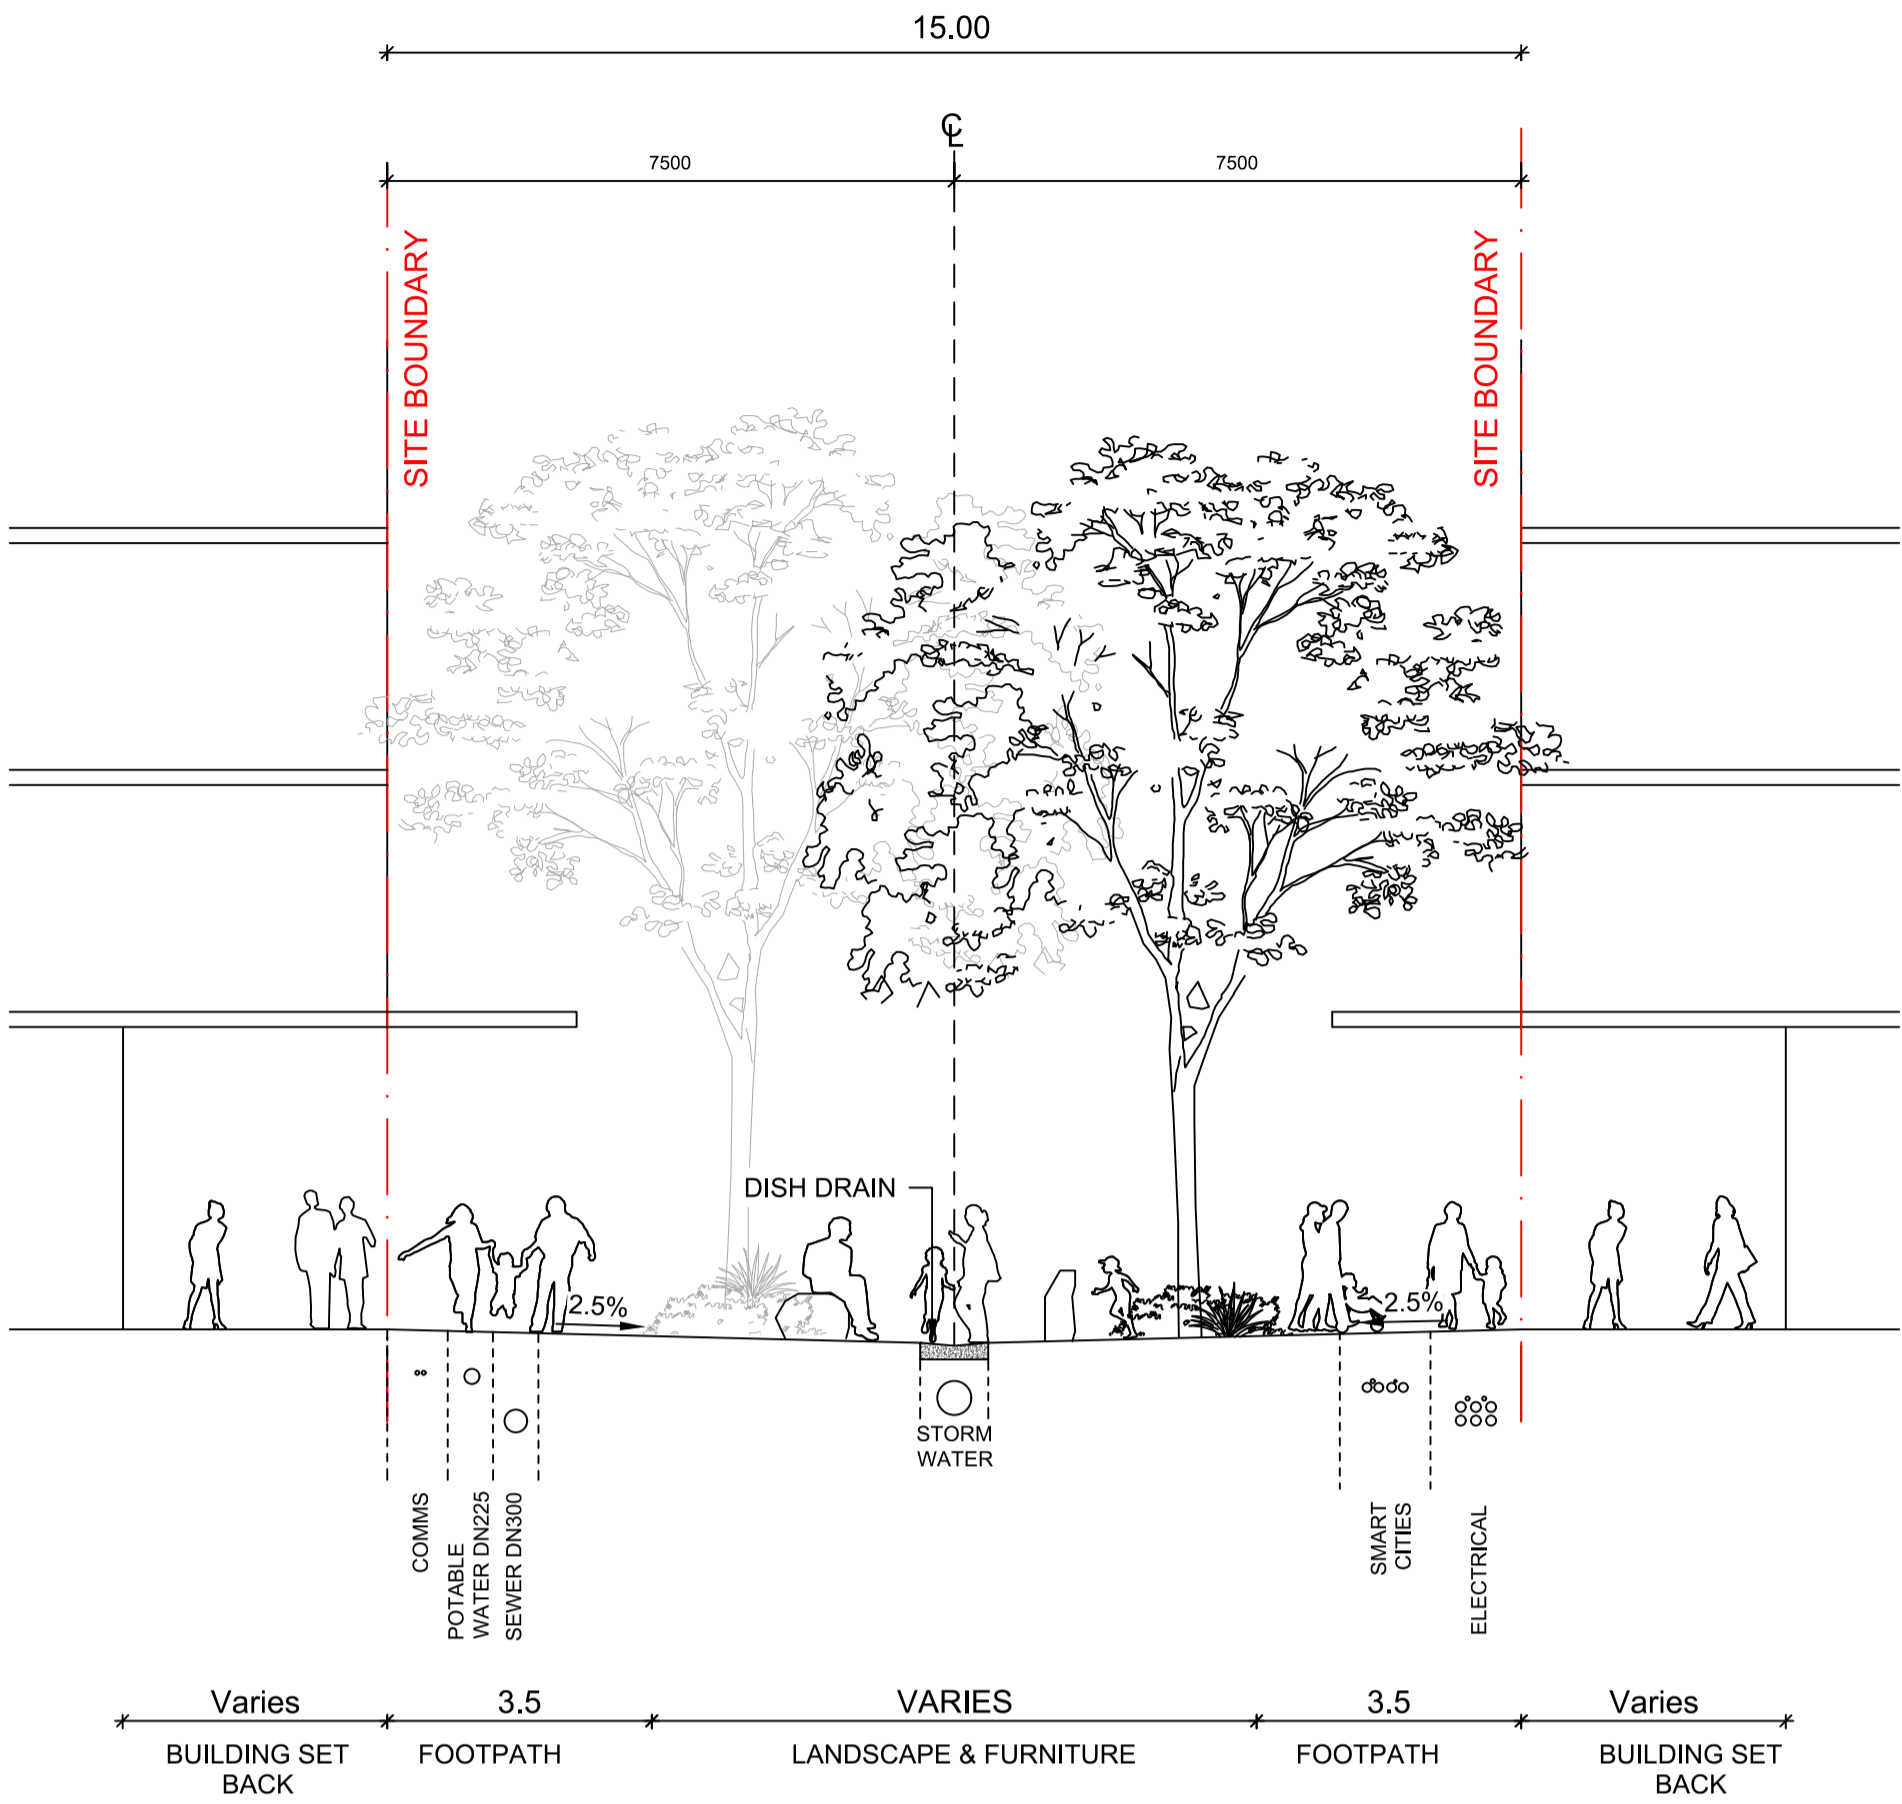 15.00
℄
7500
7500
SITE BOUNDARY
SITE BOUNDARY
DISH DRAIN
2.5%
2.5%
STORM
WATER
COMMS
POTABLE
WATER DN225
SEWER DN300
SMART
CITIES
ELECTRICAL
Varies
3.5
VARIES
3.5
Varies
BUILDING SET
BACK
FOOTPATH
LANDSCAPE & FURNITURE
FOOTPATH
BUILDING SET
BACK